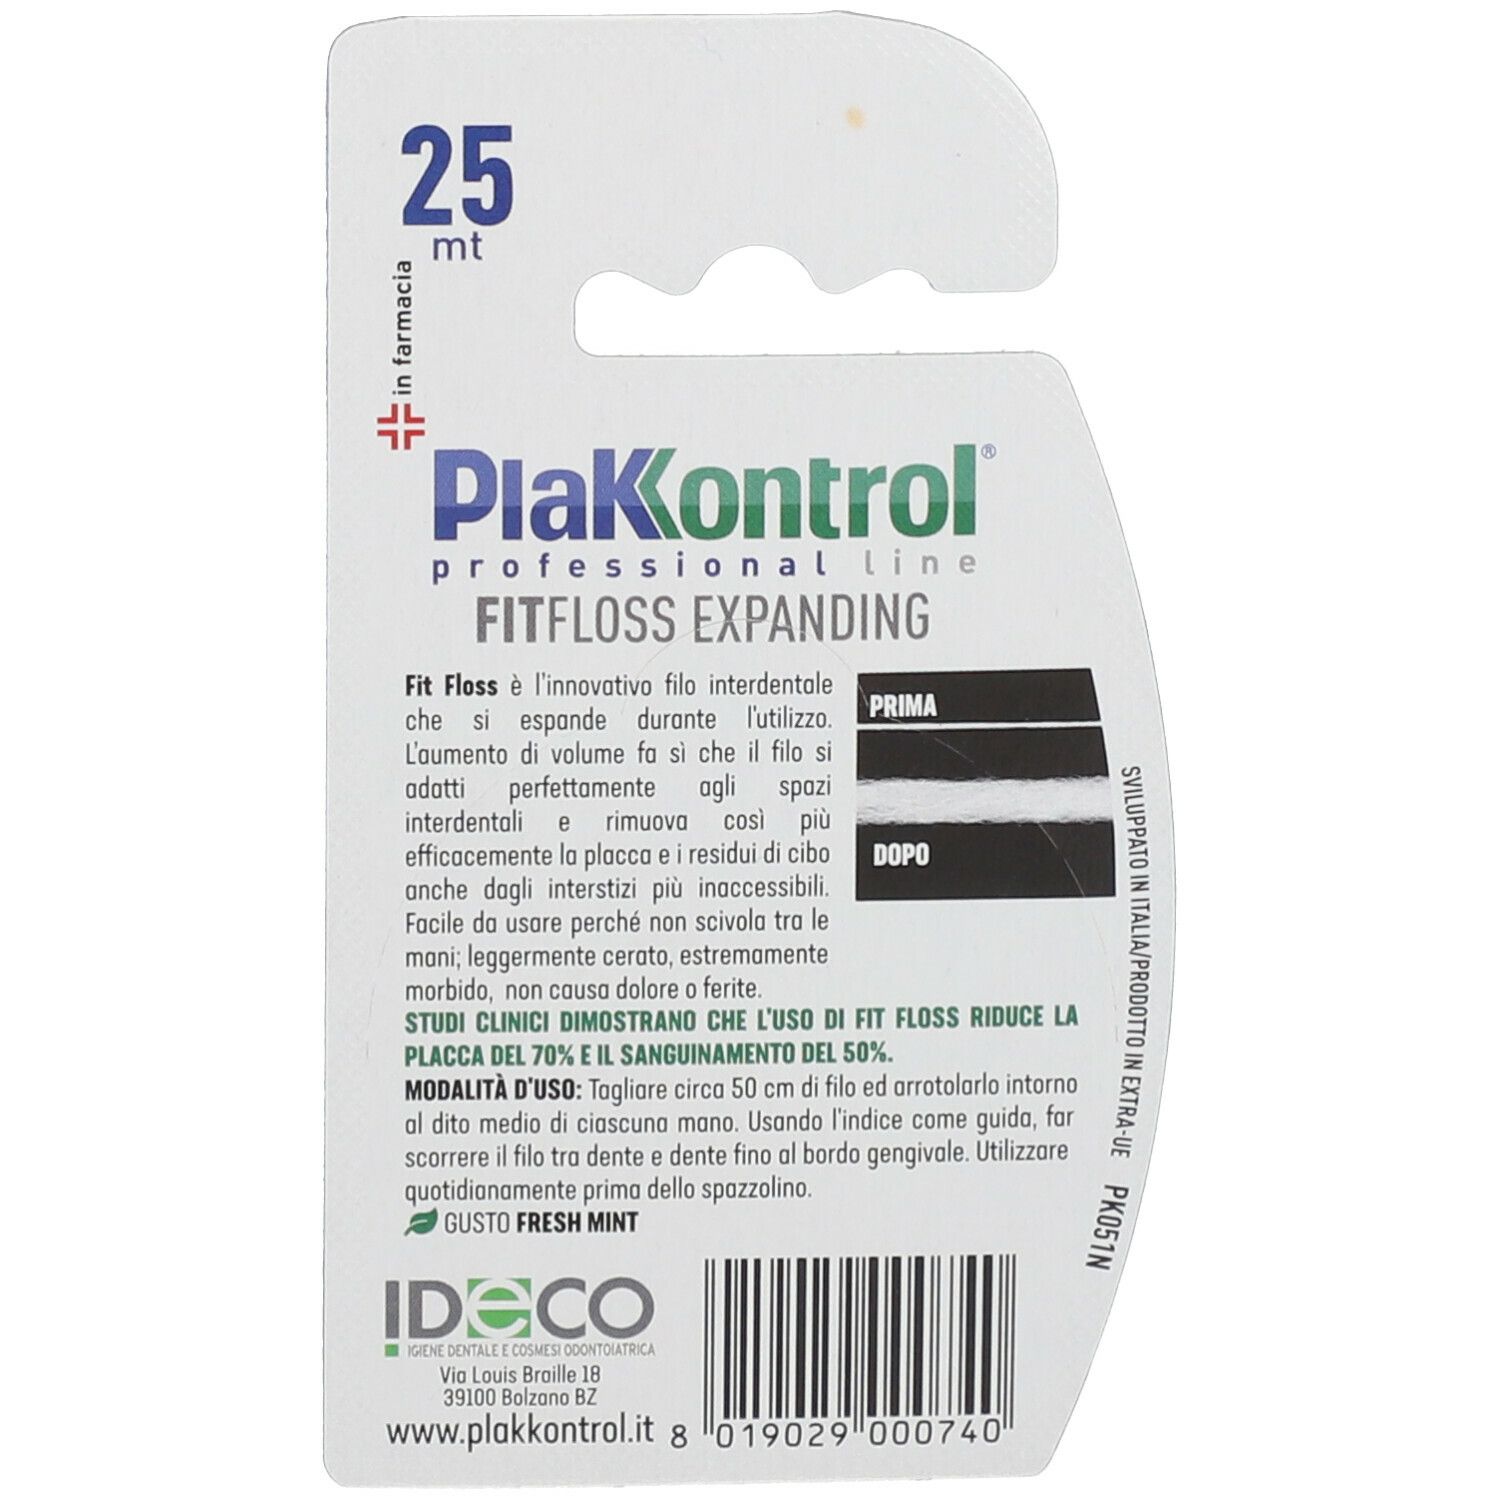 25
mt
in farmacia
PlaKKontrol®
professional line
FITFLOSS EXPANDING
Fit Floss è l'innovativo filo interdentale
che si espande durante l'utilizzo.
L'aumento di volume fa sì che il filo si
adatti perfettamente agli spazi
interdentali e rimuova così più
efficacemente la placca e i residui di cibo
anche dagli interstizi più inaccessibili.
Facile da usare perché non scivola tra le
mani; leggermente cerato, estremamente
morbido, non causa dolore o ferite.
PRIMA
DOPO
STUDI CLINICI DIMOSTRANO CHE L'USO DI FIT FLOSS RIDUCE LA
PLACCA DEL 70% E IL SANGUINAMENTO DEL 50%.
MODALITÀ D'USO: Tagliare circa 50 cm di filo ed arrotolarlo intorno
al dito medio di ciascuna mano. Usando l'indice come guida, far
scorrere il filo tra dente e dente fino al bordo gengivale. Utilizzare
quotidianamente prima dello spazzolino.
GUSTO FRESH MINT
SVILUPPATO IN ITALIA/PRODOTTO IN EXTRA-UE PK051N
IDeCO
IGIENE DENTALE E COSMESI ODONTOIATRICA
Via Louis Braille 18
39100 Bolzano BZ
www.plakkontrol.it
8 019029 000740